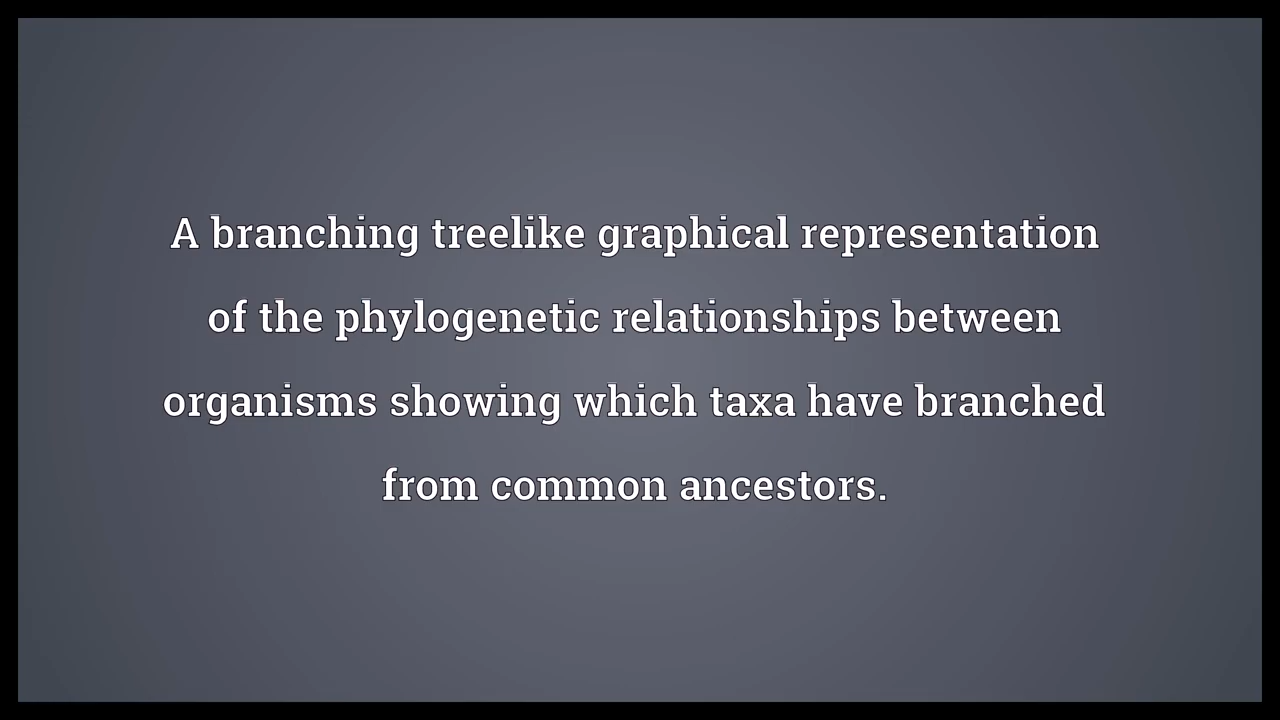 A branching treelike graphical representation
of the phylogenetic relationships between
organisms showing which taxa have branched
from common ancestors.